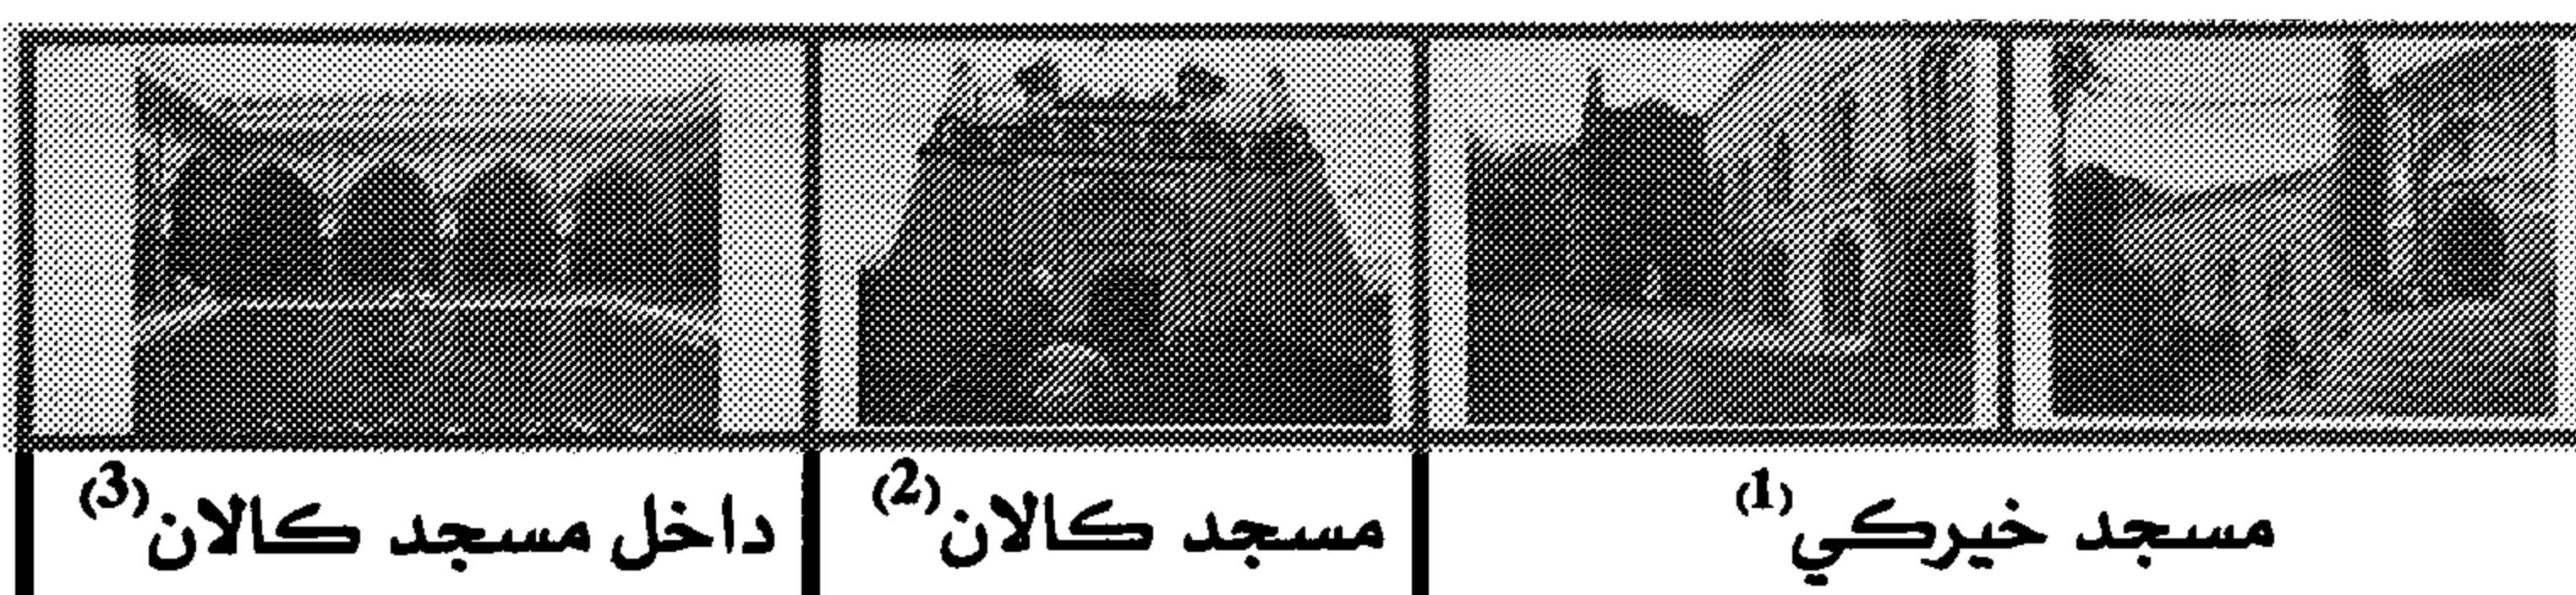 مسجد خيركي(1)
مسجد كالان(2)
داخل مسجد كالان(3)